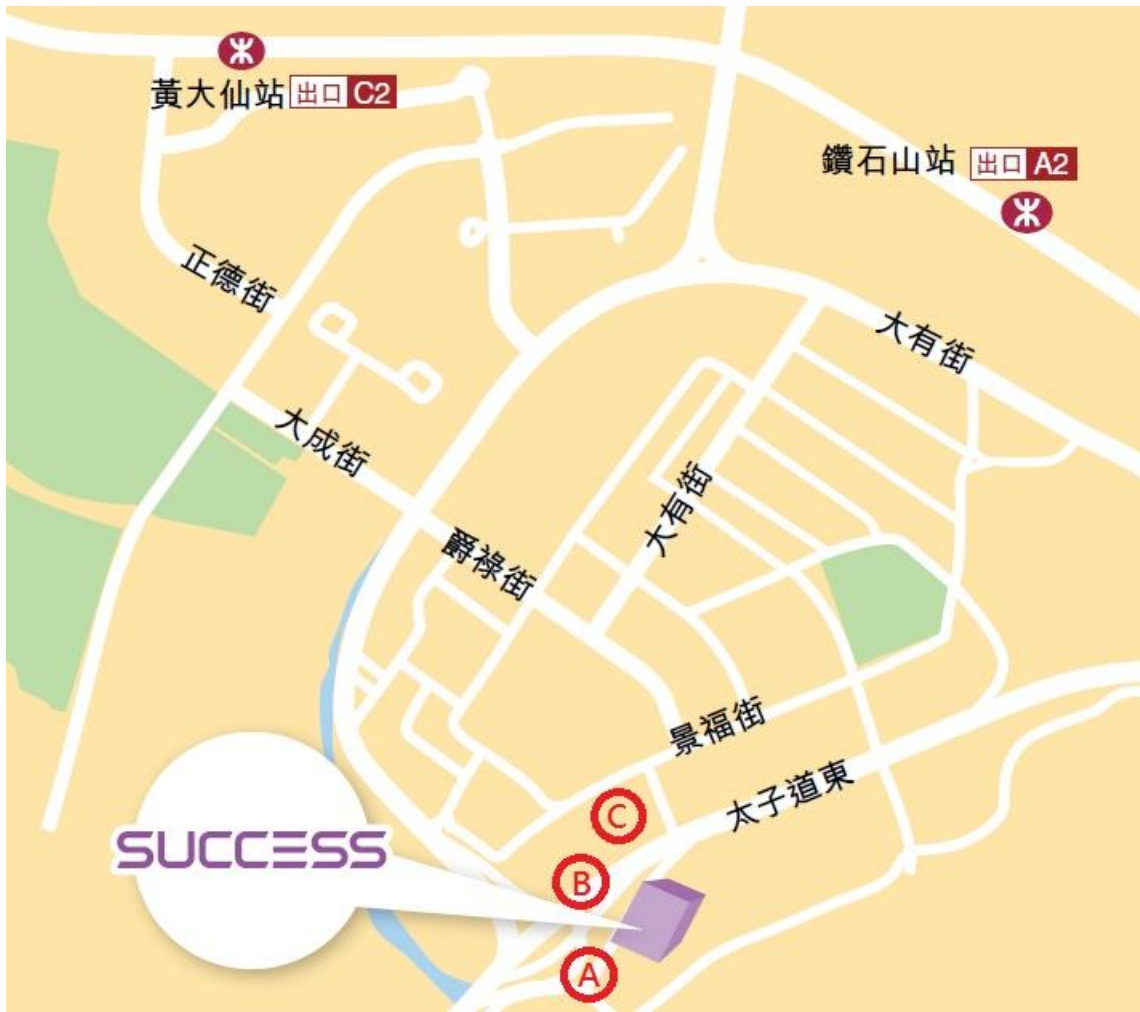 黃大仙站 出口 C2
鑽石山站 出口 A2
正德街
大有街
大成街
大有街
爵祿街
景福街
太子道東
SUCCESS
C
B
A